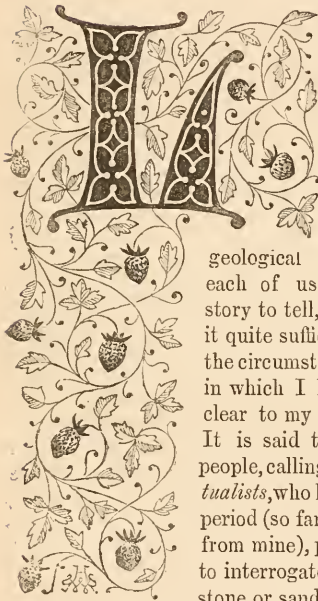 L
geological
each of us
story to tell,
it quite suffi
the circumst
in which I
clear to my
It is said t
people, calling
tualists, who
period (so far
from mine), p
to interrogate
stone or sand